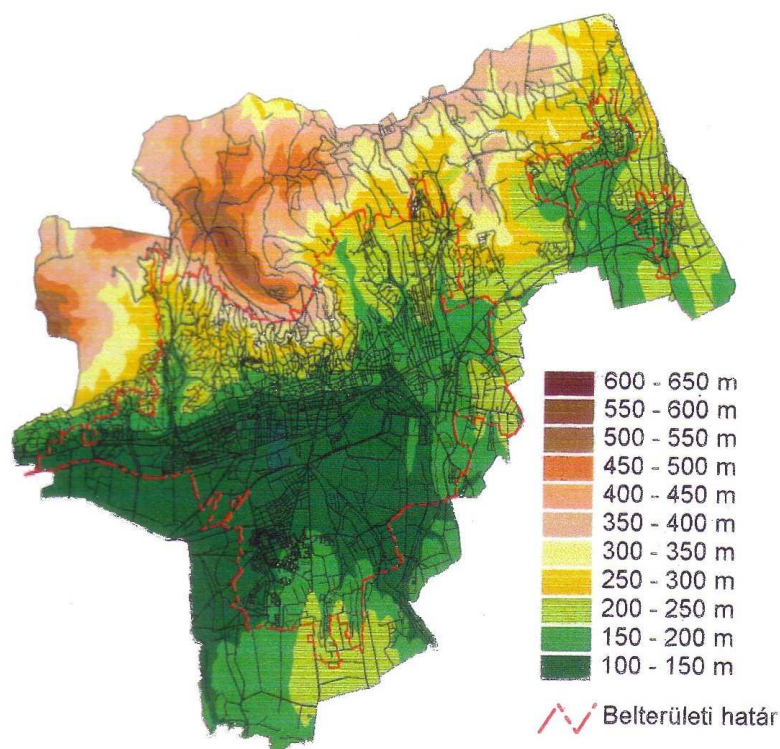 600 - 650 m
550 - 600 m
500 - 550 m
450 - 500 m
400 - 450 m
350 - 400 m
300 - 350 m
250 - 300 m
200 - 250 m
150 - 200 m
100 - 150 m
Belterületi határ